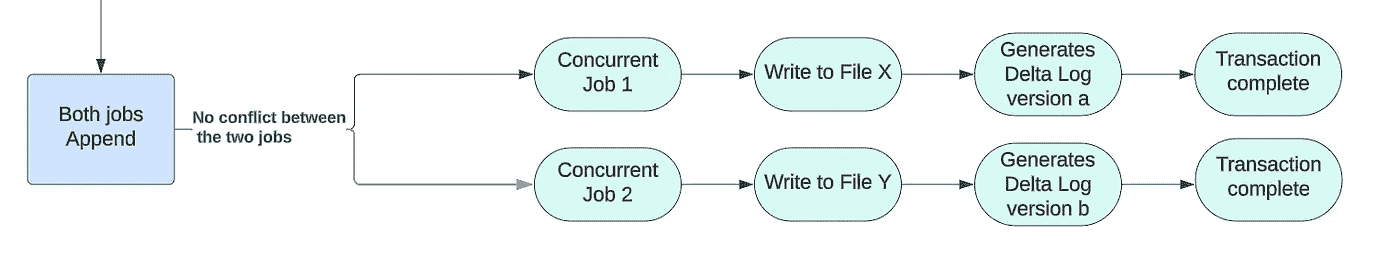 Both jobs
Append
No conflict between
the two jobs
Concurrent
Job 1
Write to File X
Generates
Delta Log
version a
Transaction
complete
Concurrent
Job 2
Write to File Y
Generates
Delta Log
version b
Transaction
complete